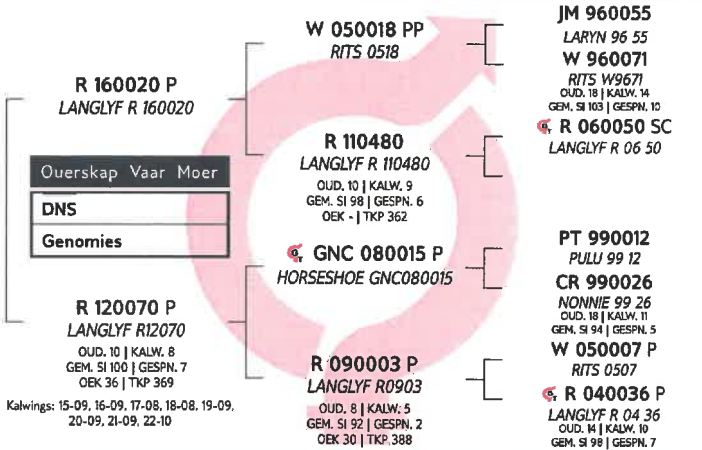 R 160020 P
LANGLYF R 160020
Ouerskap Vaar Moer
DNS
Genomies
R 120070 P
LANGLYF R12070
OUD. 10 | KALW. 8
GEM. SI 100 | GESPN. 7
OEK 36 | TKP 369
Kalwings: 15-09, 16-09, 17-08, 18-08, 19-09,
20-09, 21-09, 22-10
W 050018 PP
RITS 0518
R 110480
LANGLYF R 110480
OUD. 10 | KALW. 9
GEM. SI 98 | GESPN. 6
OEK - | TKP 362
GNC 080015 P
HORSESHOE GNC080015
R 090003 P
LANGLYF R0903
OUD. 8 | KALW. 5
GEM. SI 92 | GESPN. 2
OEK 30 | TKP 388
JM 960055
LARYN 96 55
W 960071
RITS W9671
OUD. 18 | KALW. 14
GEM. SI 103 | GESPN. 10
R 060050 SC
LANGLYF R 06 50
PT 990012
PULU 99 12
CR 990026
NONNIE 99 26
OUD. 18 | KALW. 11
GEM. SI 94 | GESPN. 5
W 050007 P
RITS 0507
R 040036 P
LANGLYF R 04 36
OUD. 14 | KALW. 10
GEM. SI 98 | GESPN. 7